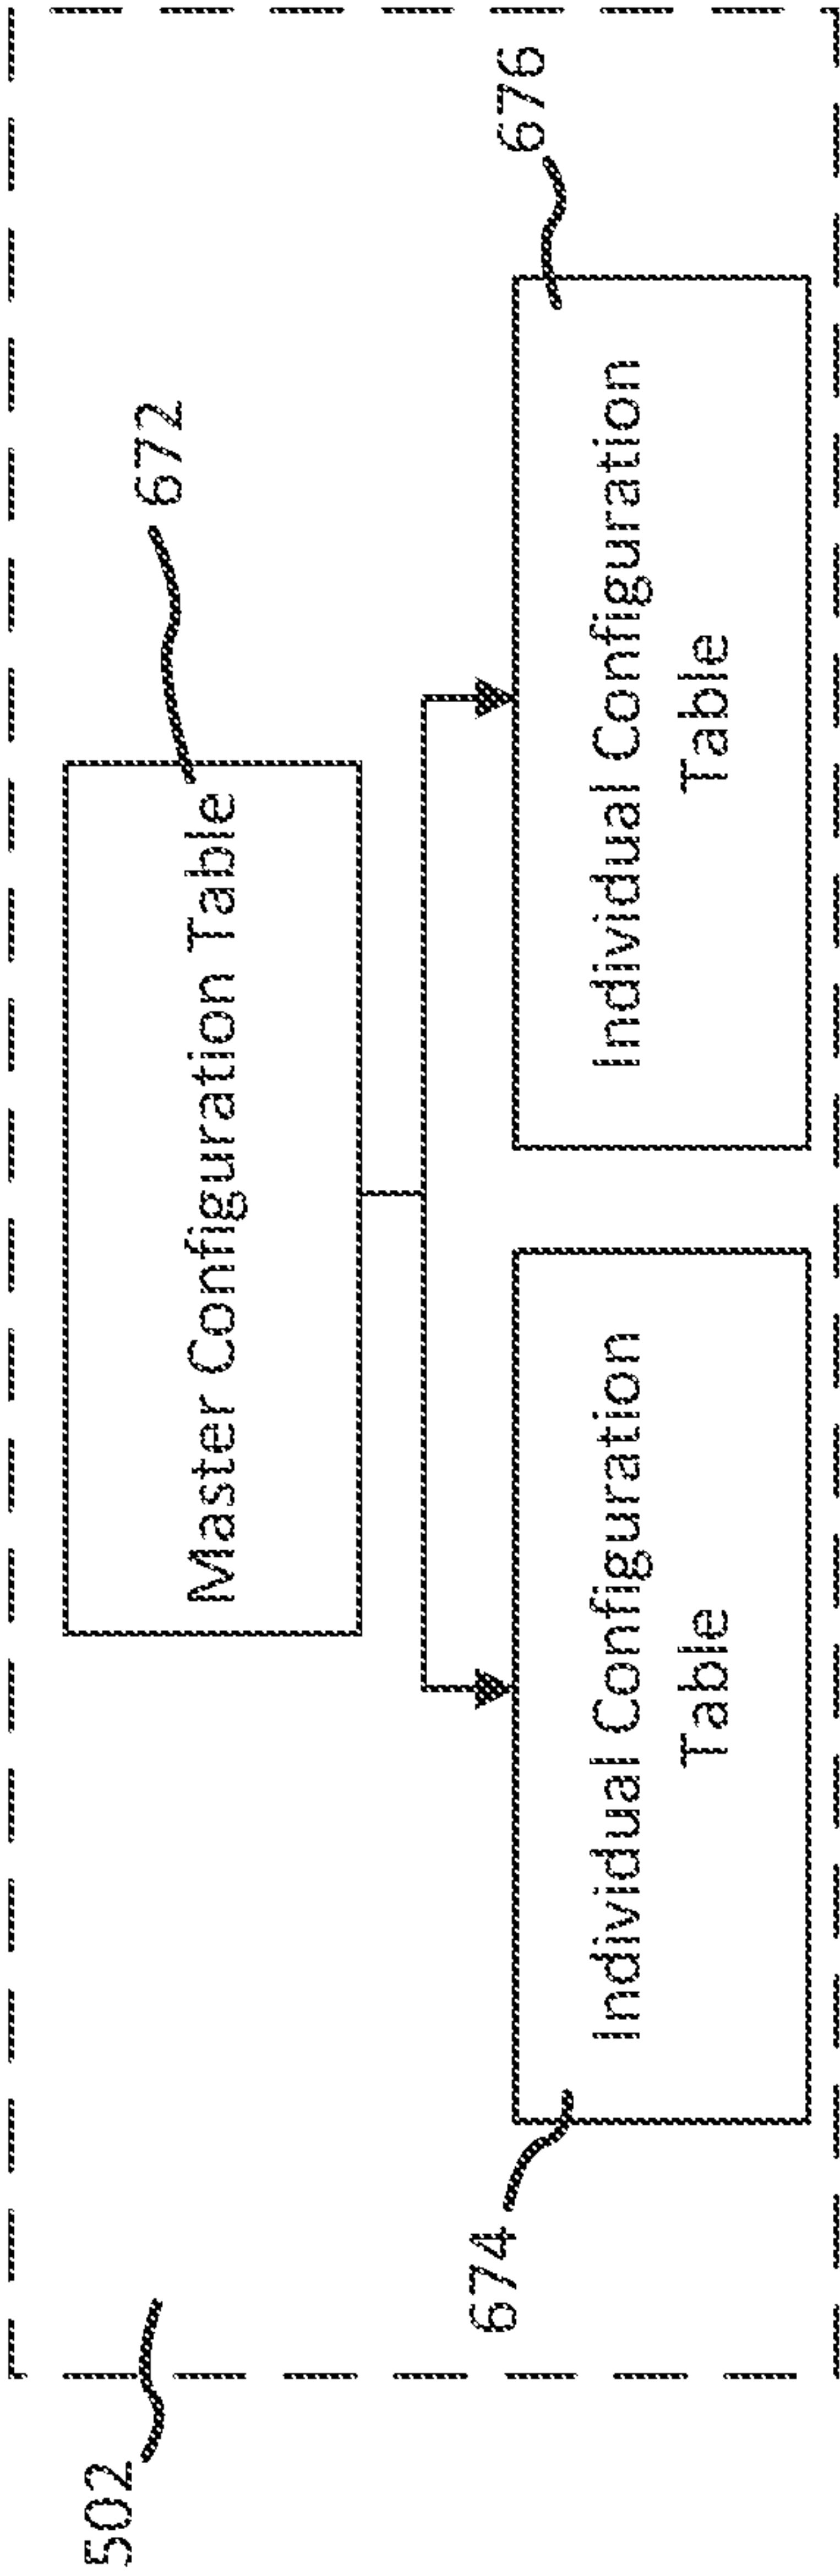 502
672
Master Configuration Table
674
676
Individual Configuration
Table
Individual Configuration
Table